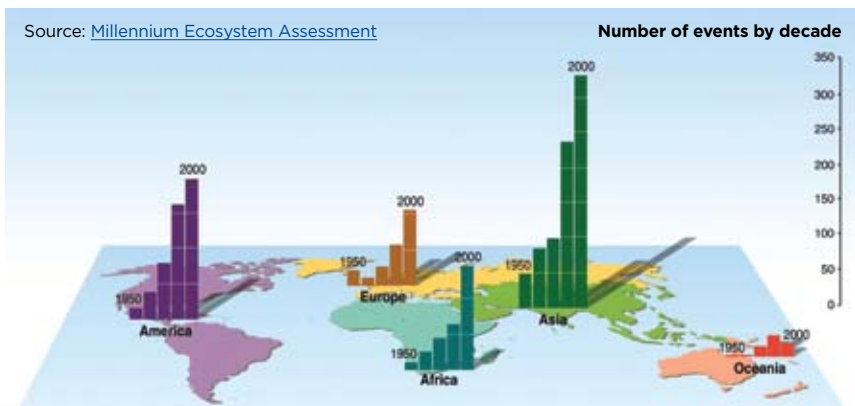 Source: Millennium Ecosystem Assessment
Number of events by decade
350
300
250
200
150
100
50
0
1950
2000
America
1950
2000
Europe
1950
2000
Africa
1950
2000
Asia
1950
2000
Oceania